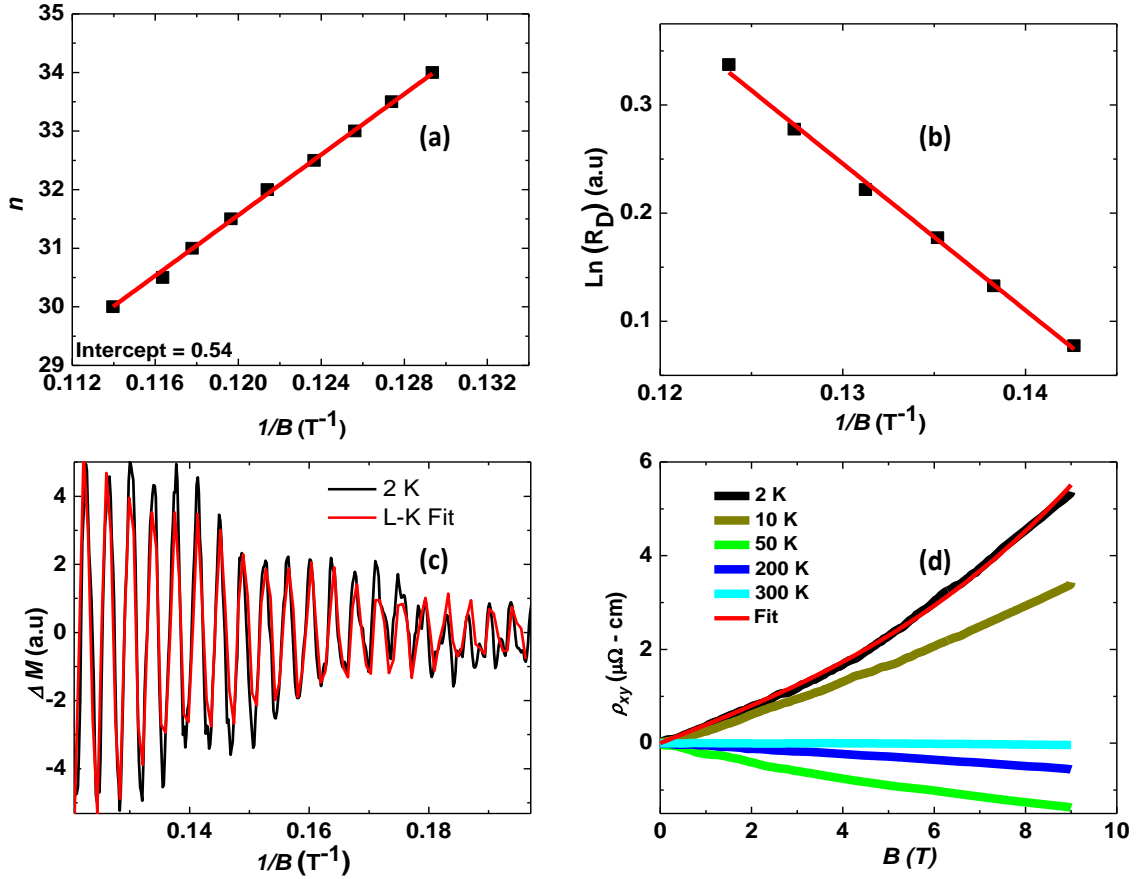 35
34
33
32
31
30
29
n
(a)
Intercept = 0.54
0.112 0.116 0.120 0.124 0.128 0.132
1/B (T⁻¹)
0.3
0.2
0.1
Ln (R_D) (a.u)
(b)
0.12 0.13 0.14
1/B (T⁻¹)
4
2
0
-2
-4
Δ M (a.u)
2 K
L-K Fit
(c)
0.14 0.16 0.18
1/B (T⁻¹)
6
4
2
0
ρxy (μΩ - cm)
2 K
10 K
50 K
200 K
300 K
Fit
(d)
0 2 4 6 8 10
B (T)